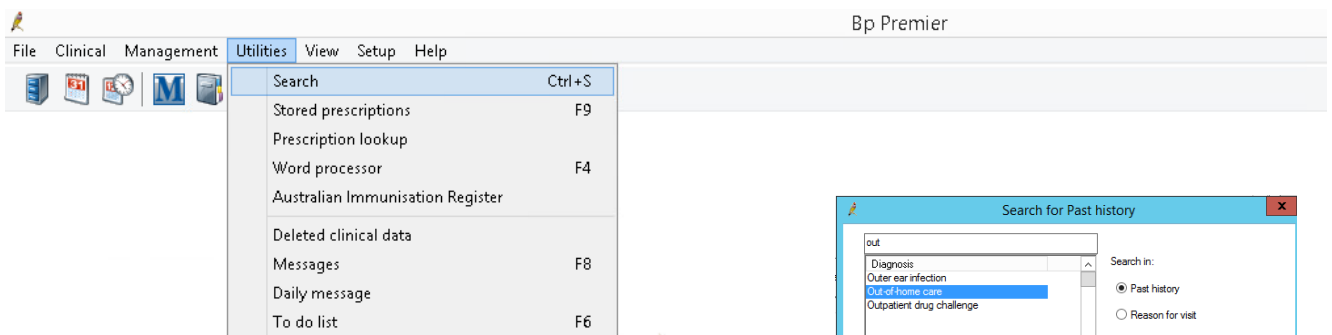 Bp Premier
File Clinical Management Utilities View Setup Help
31 M
Search Ctrl+S
Stored prescriptions F9
Prescription lookup
Word processor F4
Australian Immunisation Register
Deleted clinical data
Messages F8
Daily message
To do list F6
Search for Past history x
out
Diagnosis
Outer ear infection
Out-of-home care
Outpatient drug challenge
Search in:
Past history
Reason for visit